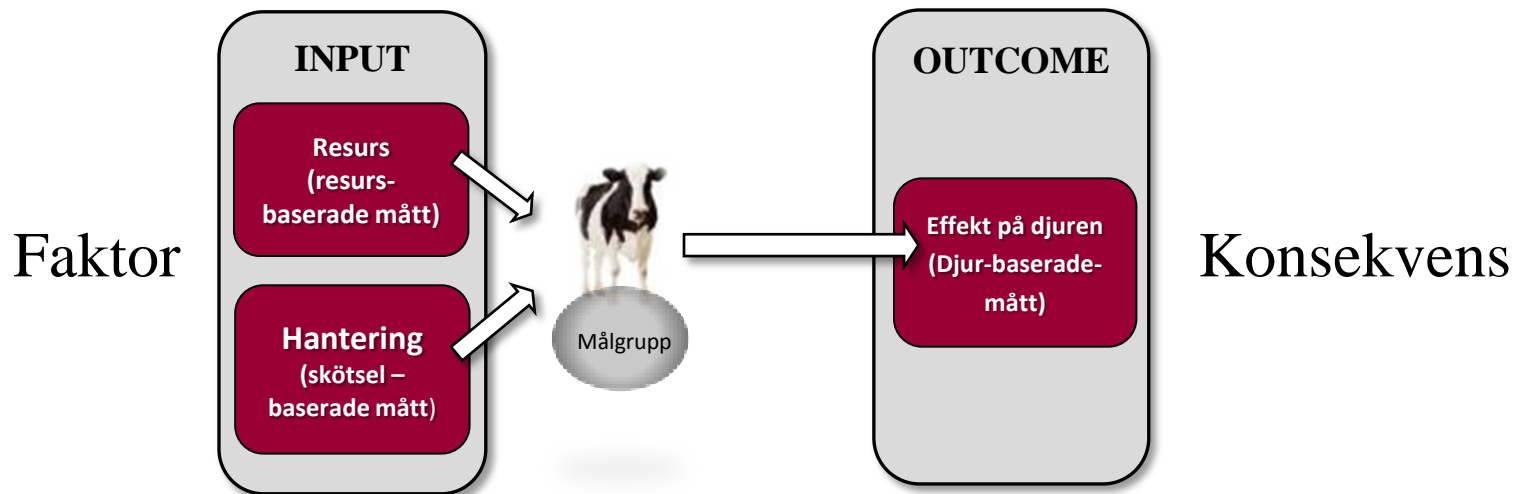 Faktor
INPUT
Resurs
(resurs-
baserade mått)
Hantering
(skötsel –
baserade mått)
Målgrupp
OUTCOME
Effekt på djuren
(Djur-baserade-
mått)
Konsekvens